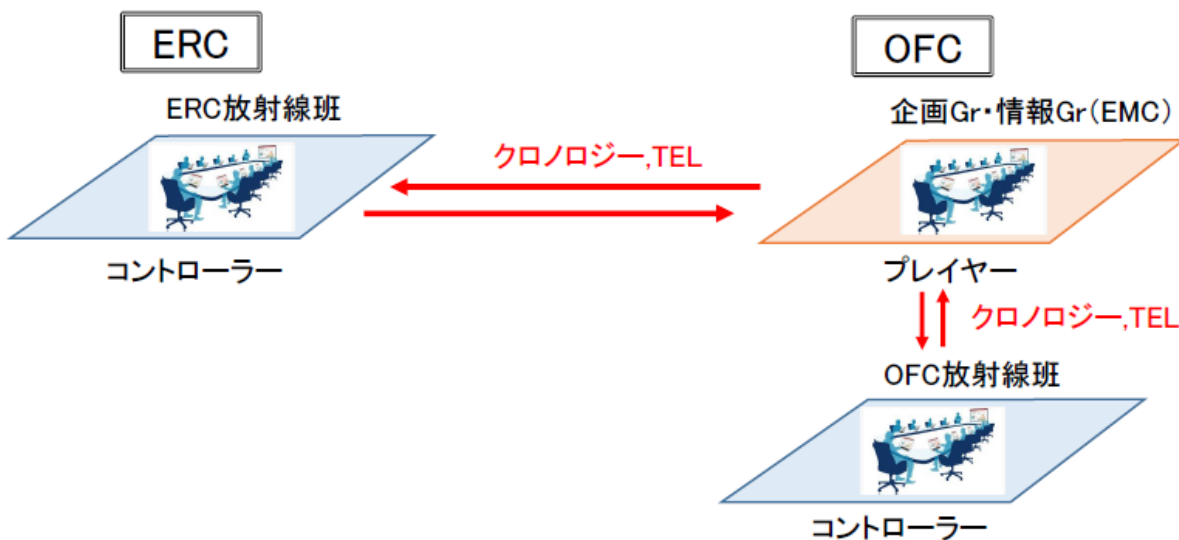 ERC
OFC
ERC放射線班
企画Gr・情報Gr(EMC)
クロノロジー,TEL
コントローラー
プレイヤー
クロノロジー,TEL
OFC放射線班
コントローラー